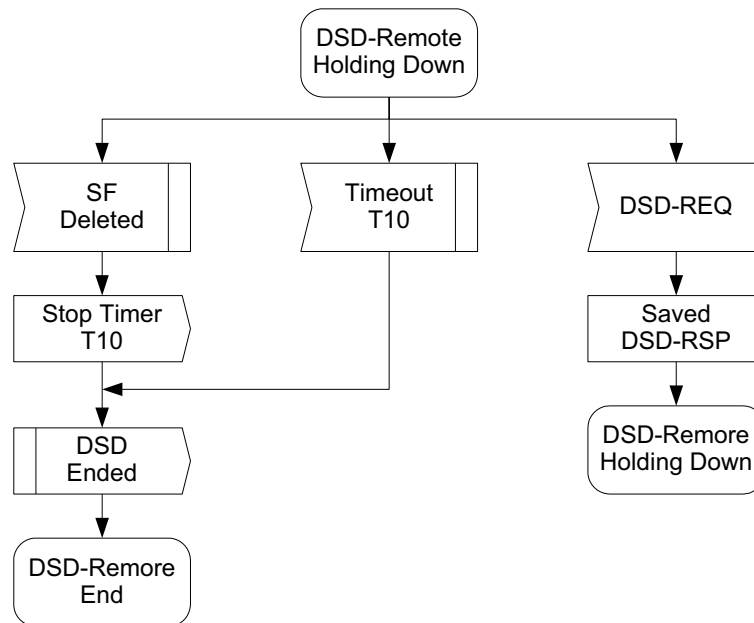 DSD-Remote
Holding Down
SF
Deleted
Timeout
T10
DSD-REQ
Stop Timer
T10
Saved
DSD-RSP
DSD
Ended
DSD-Remore
Holding Down
DSD-Remore
End